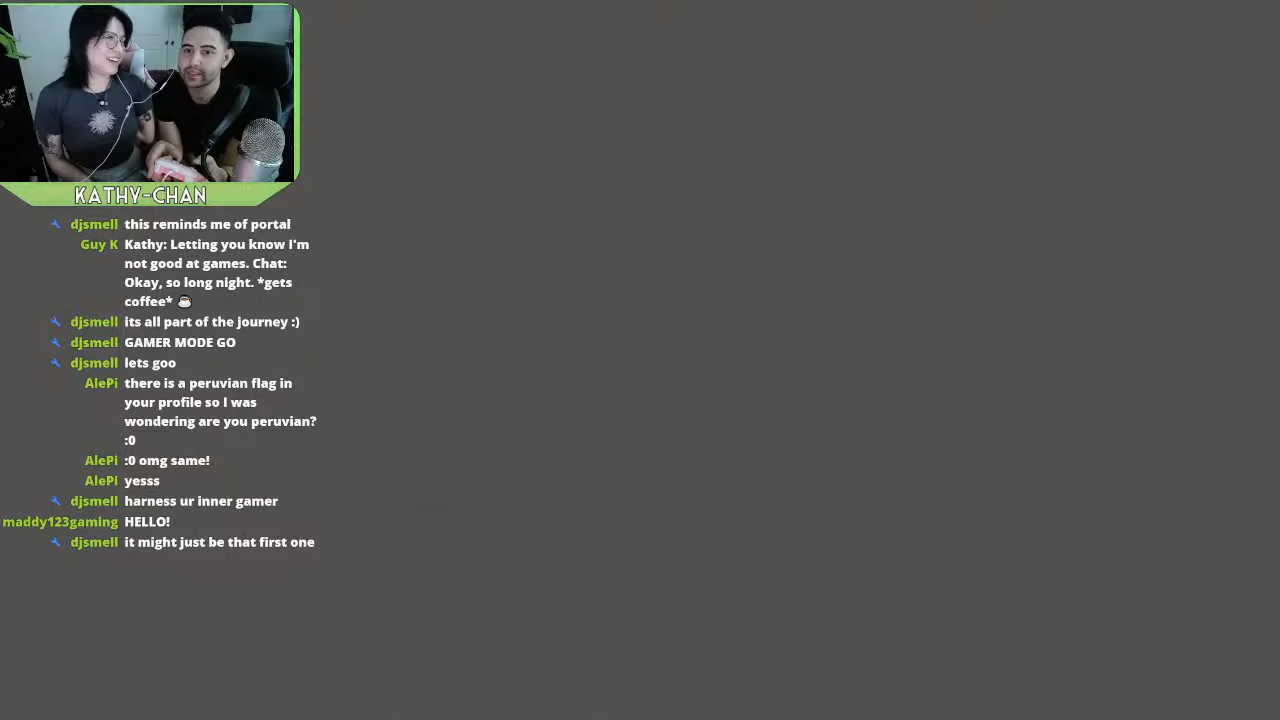 KATHY-CHAN
djsmell this reminds me of portal
Guy K Kathy: Letting you know I'm
not good at games. Chat:
Okay, so long night. *gets
coffee* ☕
djsmell its all part of the journey :)
djsmell GAMER MODE GO
djsmell lets goo
AlePi there is a peruvian flag in
your profile so I was
wondering are you peruvian?
:0
AlePi :0 omg same!
AlePi yesss
djsmell harness ur inner gamer
maddy123gaming HELLO!
djsmell it might just be that first one